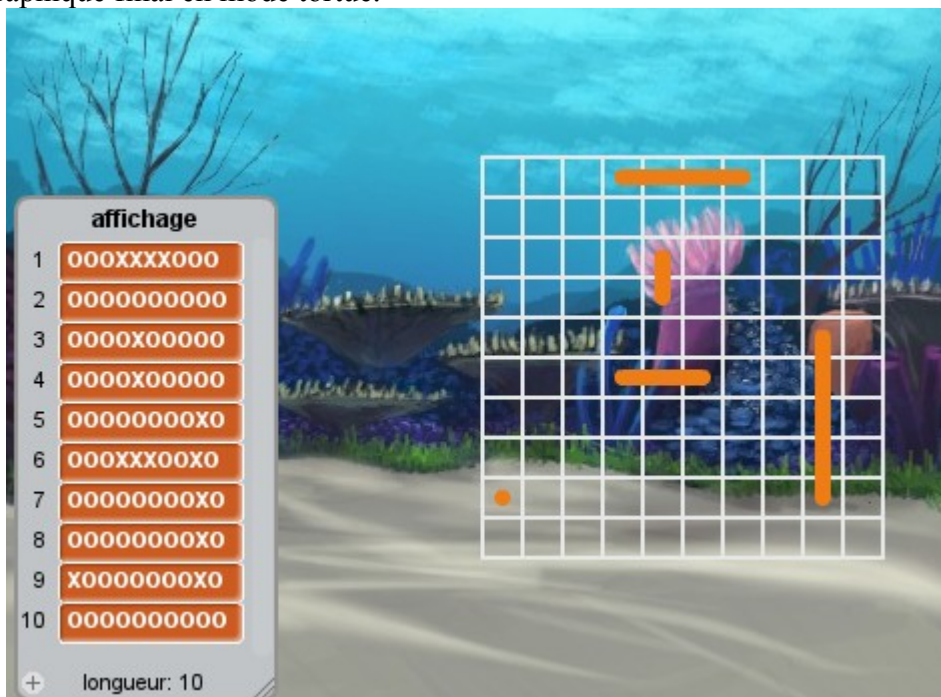 graphique final en mode tortue.
affichage
1 OOOXXXXOOO
2 OOOOOOOOOO
3 OOOOXOOOOO
4 OOOOXOOOOO
5 OOOOOOOOXO
6 OOOXXXOOXO
7 OOOOOOOOXO
8 OOOOOOOOXO
9 XOOOOOOOXO
10 OOOOOOOOOO
+ longueur: 10